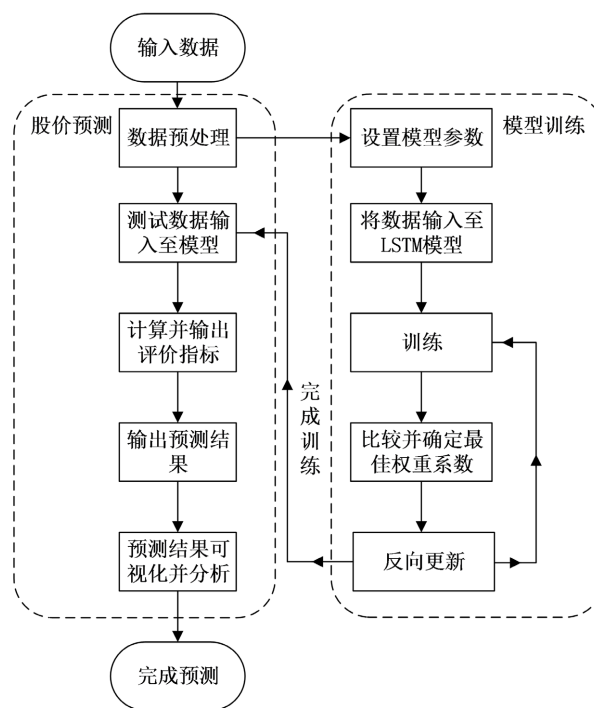 输入数据
股价预测
数据预处理
测试数据输
入至模型
计算并输出
评价指标
输出预测结
果
预测结果可
视化并分析
完成预测
完成训练
模型训练
设置模型参数
将数据输入至
LSTM模型
训练
比较并确定最
佳权重系数
反向更新